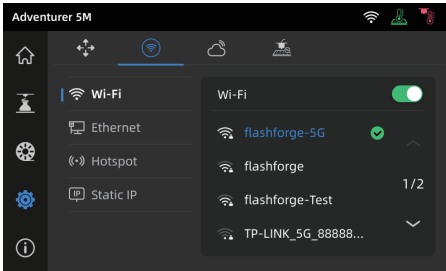 Adventurer 5M
Wi-Fi
Ethernet
Hotspot
IP Static IP
Wi-Fi
flashforge-5G
flashforge
flashforge-Test
TP-LINK_5G_88888...
1/2